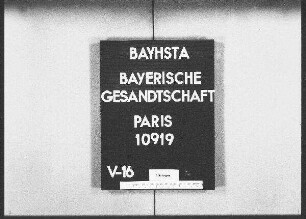 BAYHSTA
BAYERISCHE
GESANDTSCHAFT
PARIS
10919
V-16